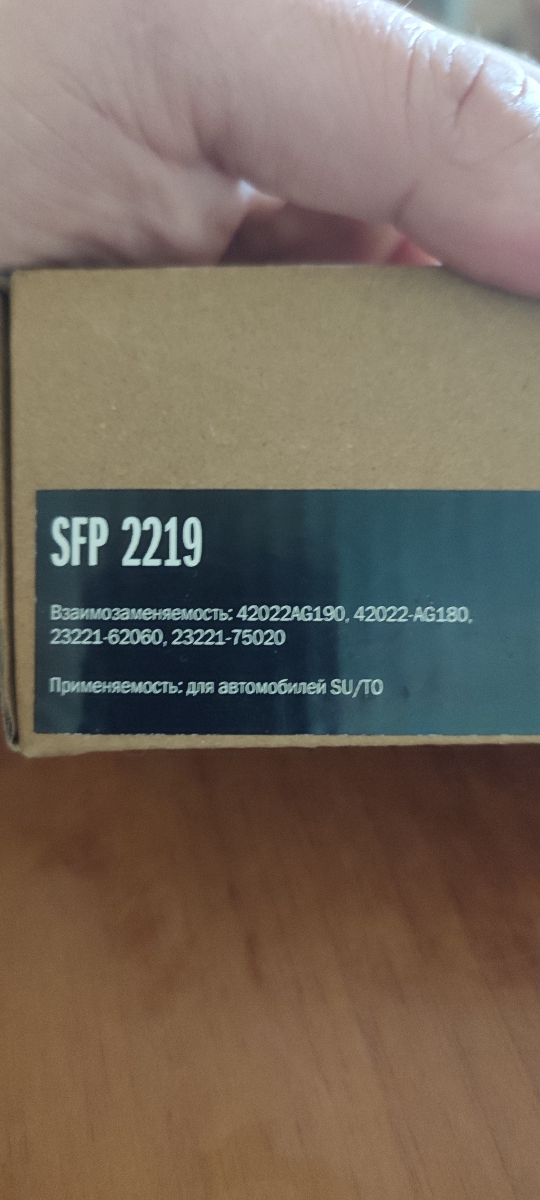 SFP 2219
Взаимозаменяемость: 42022AG190, 42022-AG180,
23221-62060, 23221-75020
Применяемость: для автомобилей SU/TO